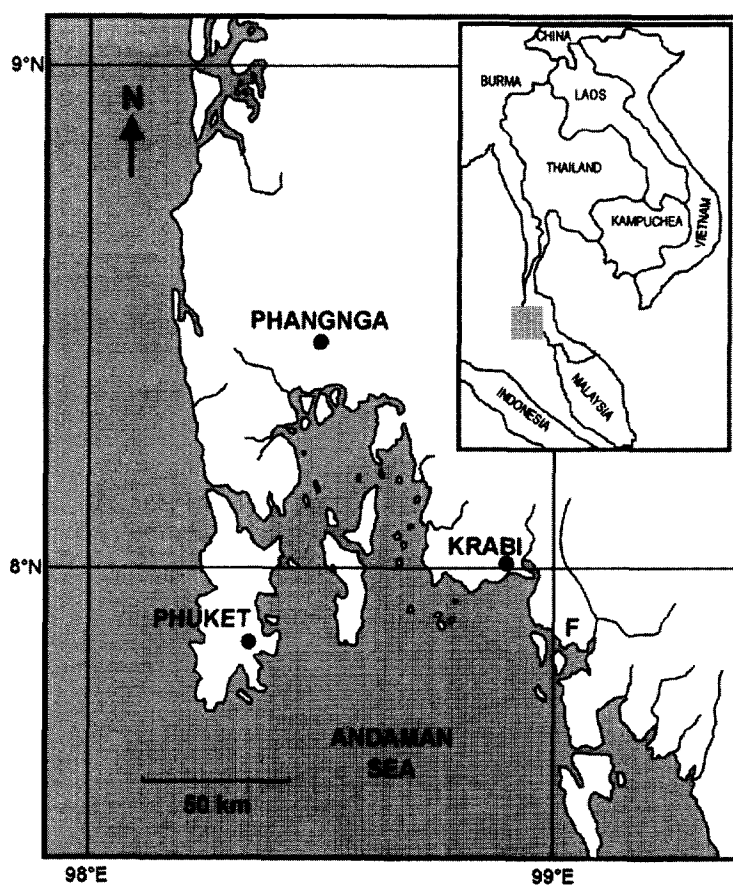 9°N
N
CHINA
BURMA
LAOS
THAILAND
KAMPUCHEA
VIETNAM
MALAYSIA
INDONESIA
PHANGNGA
KRABI
8°N
PHUKET
F
ANDAMAN
SEA
50 km
98°E
99°E